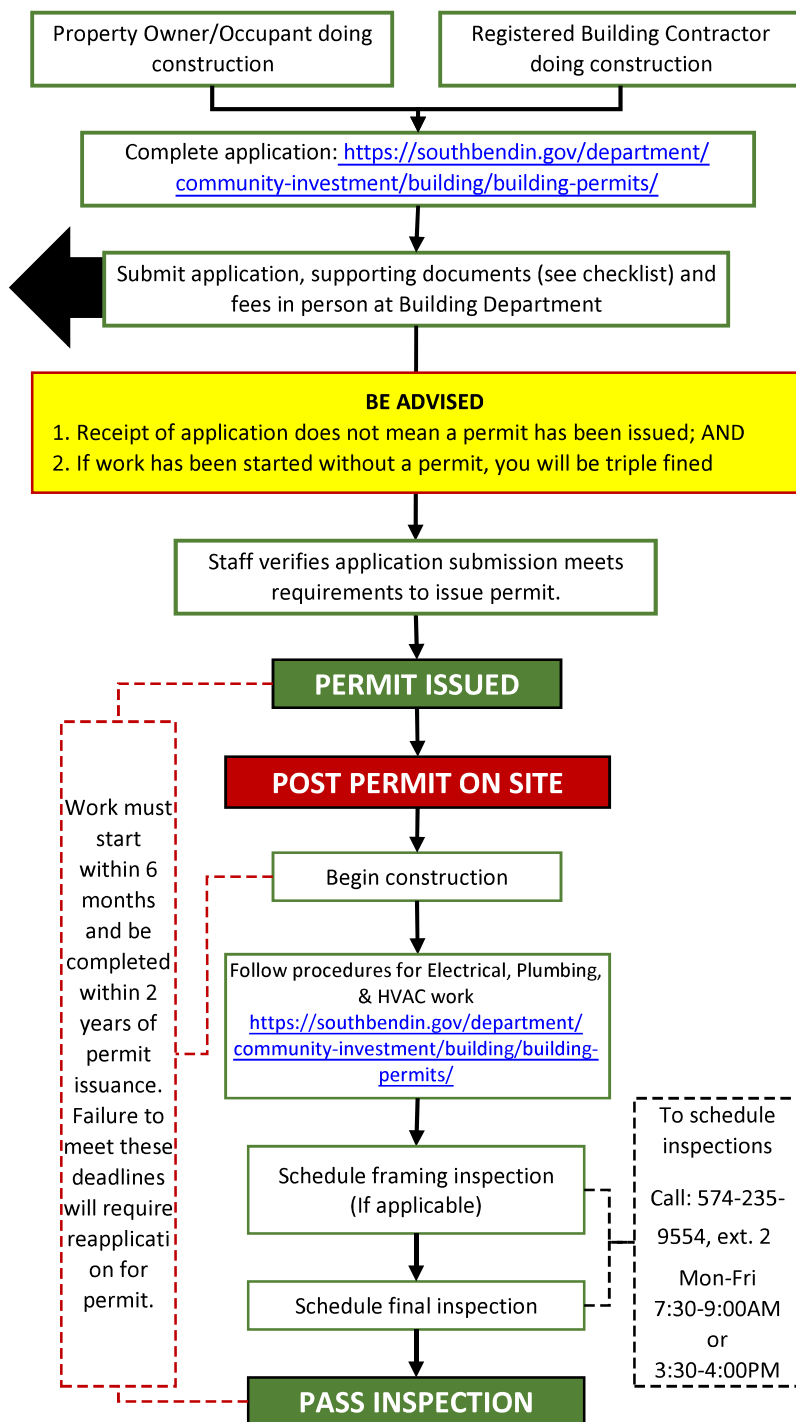 Property Owner/Occupant doing
construction
Registered Building Contractor
doing construction
Complete application: https://southbendin.gov/department/
community-investment/building/building-permits/
Submit application, supporting documents (see checklist) and
fees in person at Building Department
BE ADVISED
1. Receipt of application does not mean a permit has been issued; AND
2. If work has been started without a permit, you will be triple fined
Staff verifies application submission meets
requirements to issue permit.
PERMIT ISSUED
POST PERMIT ON SITE
Work must
start
within 6
months
and be
completed
within 2
years of
permit
issuance.
Failure to
meet these
deadlines
will require
reapplicati
on for
permit.
Begin construction
Follow procedures for Electrical, Plumbing,
& HVAC work
https://southbendin.gov/department/
community-investment/building/building-
permits/
Schedule framing inspection
(If applicable)
Schedule final inspection
To schedule
inspections
Call: 574-235-
9554, ext. 2
Mon-Fri
7:30-9:00AM
or
3:30-4:00PM
PASS INSPECTION